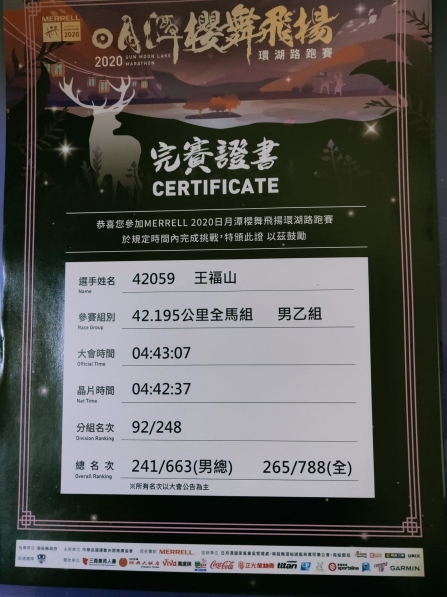 MERRELL
2020
日月潭櫻舞飛揚
2020 SUN MOON LAKE MARATHON
環湖路跑賽
完賽證書
CERTIFICATE
恭喜您參加MERRELL 2020日月潭櫻舞飛揚環湖路跑賽
於規定時間內完成挑戰,特頒此證 以茲鼓勵
選手姓名 42059 王福山
Name
參賽組別 42.195公里全馬組 男乙組
Race Group
大會時間 04:43:07
Official Time
晶片時間 04:42:37
Net Time
分組名次 92/248
Division Ranking
總名次 241/663(男總) 265/788(全)
Overall Ranking
※所有名次以大會公告為主
MERRELL
Coca-Cola titan sportsline GARMIN